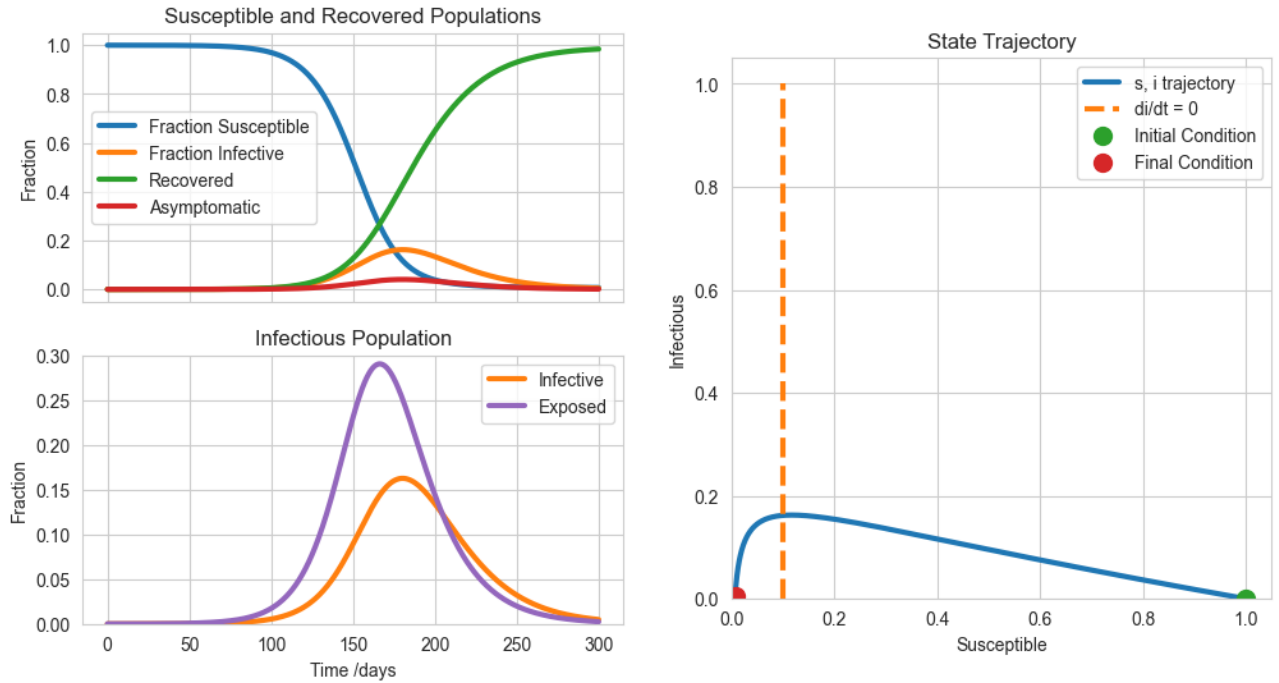 Susceptible and Recovered Populations
Fraction
1.0
0.8
0.6
0.4
0.2
0.0
Fraction Susceptible
Fraction Infective
Recovered
Asymptomatic
Infectious Population
Fraction
0.30
0.25
0.20
0.15
0.10
0.05
0.00
Infective
Exposed
0 50 100 150 200 250 300
Time /days
State Trajectory
Infectious
1.0
0.8
0.6
0.4
0.2
0.0
s, i trajectory
di/dt = 0
Initial Condition
Final Condition
0.0 0.2 0.4 0.6 0.8 1.0
Susceptible